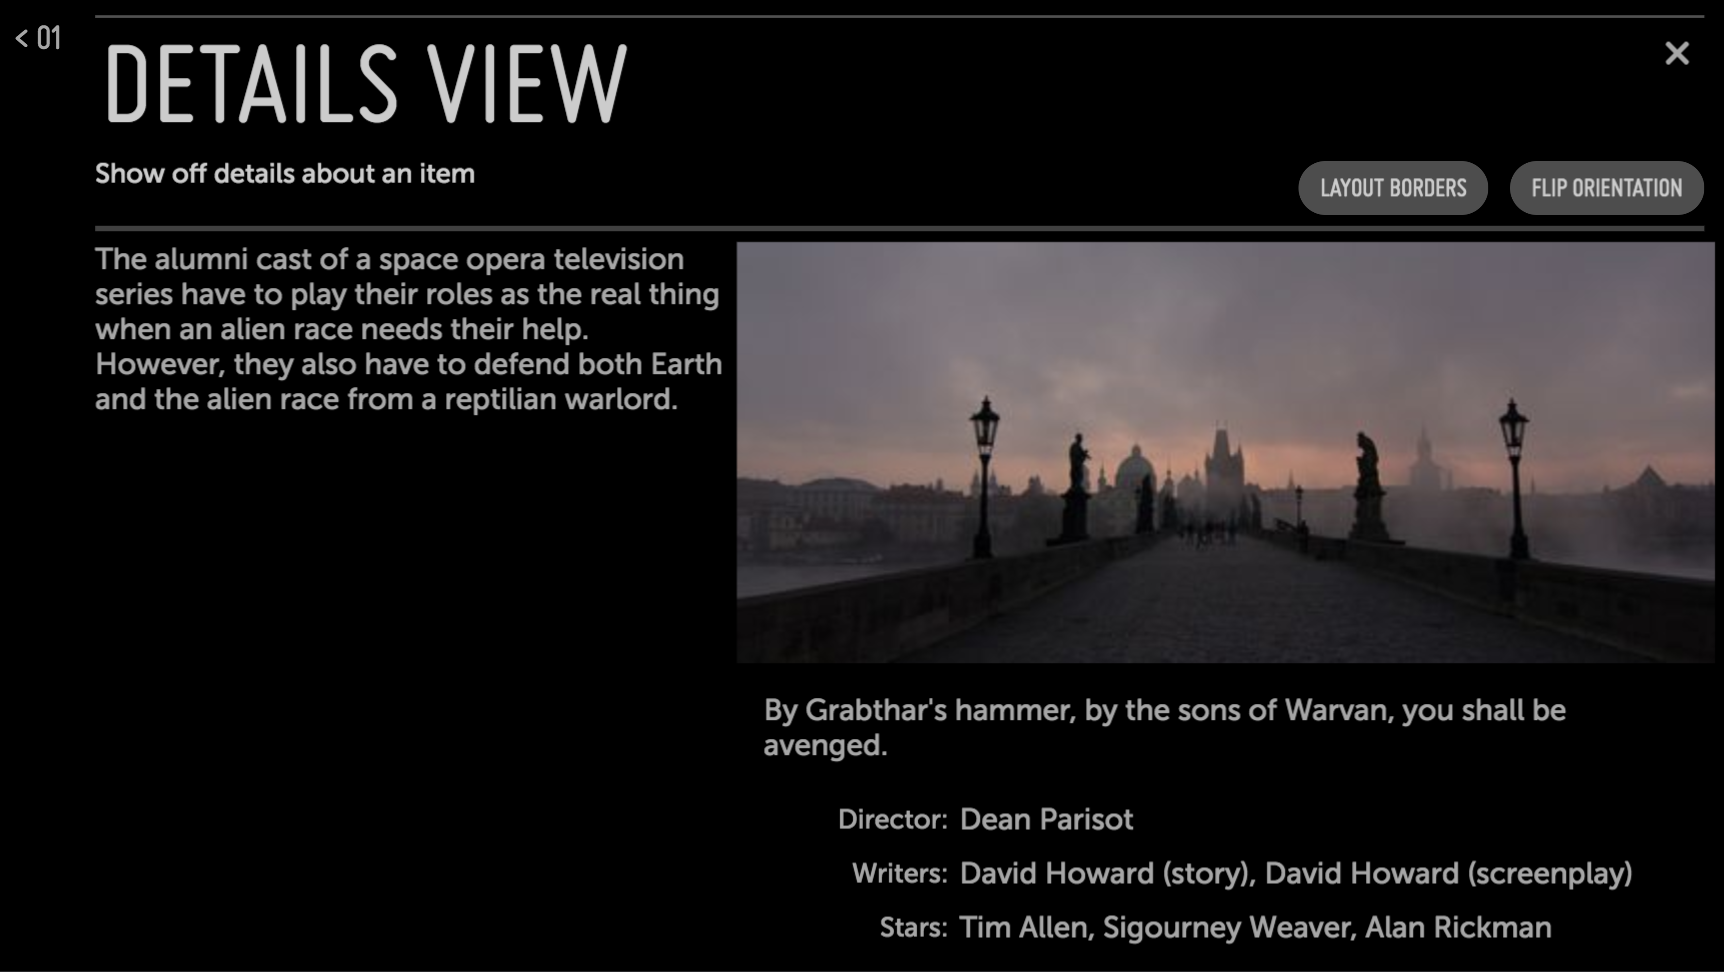 < 01
DETAILS VIEW
Show off details about an item
LAYOUT BORDERS
FLIP ORIENTATION
The alumni cast of a space opera television
series have to play their roles as the real thing
when an alien race needs their help.
However, they also have to defend both Earth
and the alien race from a reptilian warlord.
By Grabthar's hammer, by the sons of Warvan, you shall be
avenged.
Director: Dean Parisot
Writers: David Howard (story), David Howard (screenplay)
Stars: Tim Allen, Sigourney Weaver, Alan Rickman